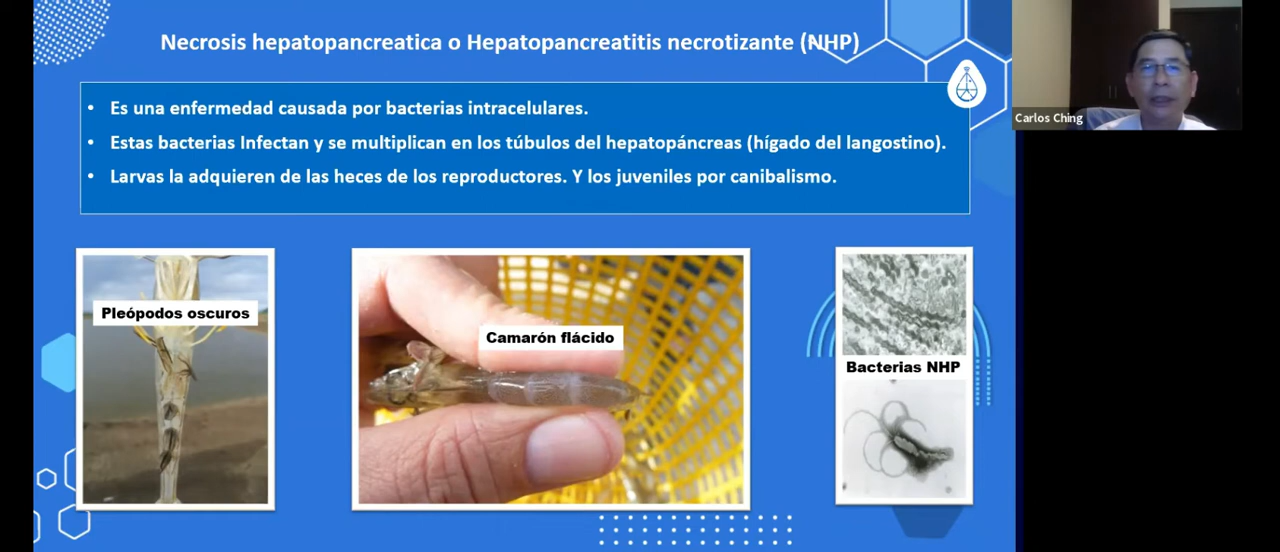 Necrosis hepatopancreatica o Hepatopancreatitis necrotizante (NHP)
• Es una enfermedad causada por bacterias intracelulares.
• Estas bacterias Infectan y se multiplican en los túbulos del hepatopáncreas (hígado del langostino).
• Larvas la adquieren de las heces de los reproductores. Y los juveniles por canibalismo.
Carlos Ching
Pleópodos oscuros
Camarón flácido
Bacterias NHP